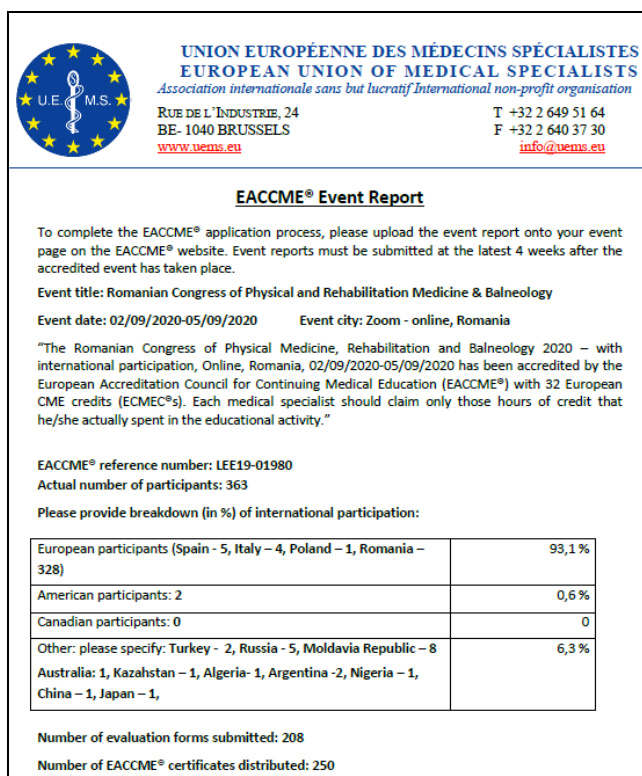 UNION EUROPÉENNE DES MÉDECINS SPÉCIALISTES
EUROPEAN UNION OF MEDICAL SPECIALISTS
Association internationale sans but lucratif International non-profit organisation
U.E. M.S.
RUE DE L'INDUSTRIE, 24 T +32 2 649 51 64
BE- 1040 BRUSSELS F +32 2 640 37 30
www.uems.eu info@uems.eu
EACCME® Event Report
To complete the EACCME® application process, please upload the event report onto your event
page on the EACCME® website. Event reports must be submitted at the latest 4 weeks after the
accredited event has taken place.
Event title: Romanian Congress of Physical and Rehabilitation Medicine & Balneology
Event date: 02/09/2020-05/09/2020 Event city: Zoom - online, Romania
"The Romanian Congress of Physical Medicine, Rehabilitation and Balneology 2020 – with
international participation, Online, Romania, 02/09/2020-05/09/2020 has been accredited by the
European Accreditation Council for Continuing Medical Education (EACCME®) with 32 European
CME credits (ECMEC®s). Each medical specialist should claim only those hours of credit that
he/she actually spent in the educational activity."
EACCME® reference number: LEE19-01980
Actual number of participants: 363
Please provide breakdown (in %) of international participation:
European participants (Spain - 5, Italy – 4, Poland – 1, Romania – 93,1 %
328)
American participants: 2 0,6 %
Canadian participants: 0 0
Other: please specify: Turkey - 2, Russia - 5, Moldavia Republic – 8 6,3 %
Australia: 1, Kazahstan – 1, Algeria- 1, Argentina -2, Nigeria – 1,
China – 1, Japan – 1,
Number of evaluation forms submitted: 208
Number of EACCME® certificates distributed: 250